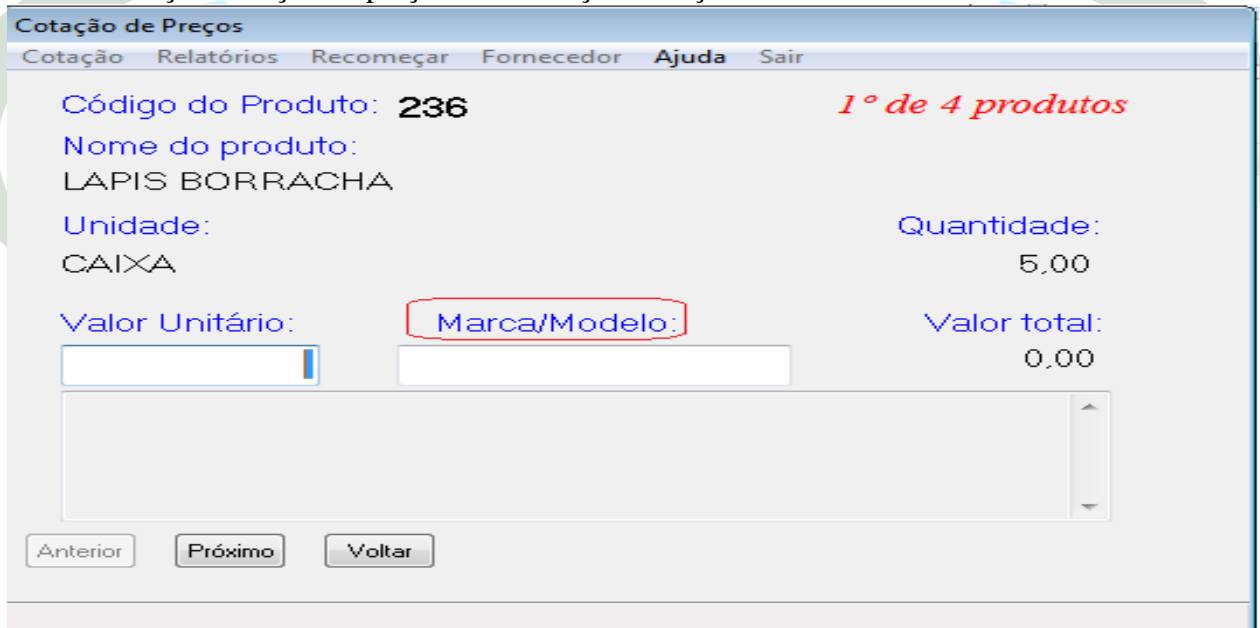 Cotação de Preços
Cotação Relatórios Recomeçar Fornecedor Ajuda Sair
Código do Produto: 236 1º de 4 produtos
Nome do produto:
LAPIS BORRACHA
Unidade: Quantidade:
CAIXA 5,00
Valor Unitário: Marca/Modelo: Valor total:
0,00
Anterior Próximo Voltar